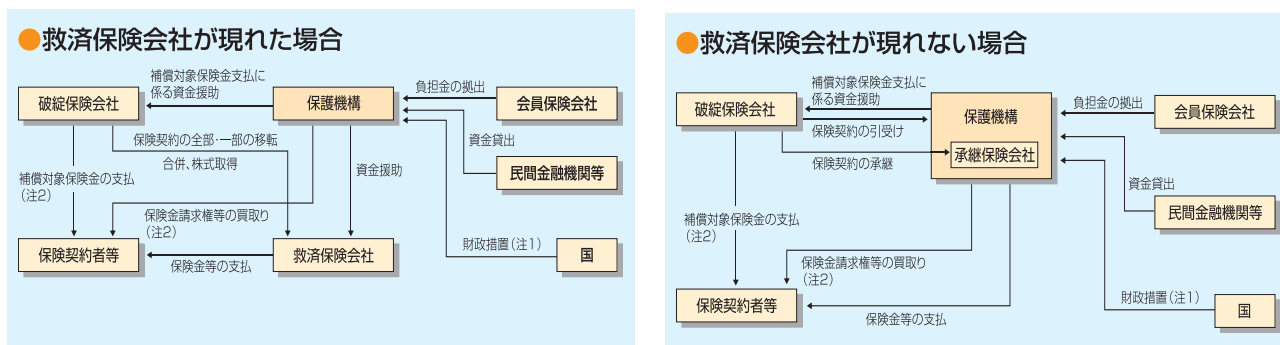 ●救済保険会社が現れた場合
補償対象保険金支払に
係る資金援助
破綻保険会社
保護機構
負担金の拠出
会員保険会社
保険契約の全部・一部の移転
合併、株式取得
資金貸出
民間金融機関等
補償対象保険金の支払
（注2）
資金援助
保険金請求権等の買取り
（注2）
保険契約者等
保険金等の支払
救済保険会社
財政措置（注1）
国
●救済保険会社が現れない場合
補償対象保険金支払に
係る資金援助
破綻保険会社
保険契約の引受け
保険契約の承継
保護機構
承継保険会社
負担金の拠出
会員保険会社
資金貸出
民間金融機関等
補償対象保険金の支払
（注2）
保険金請求権等の買取り
（注2）
保険契約者等
保険金等の支払
財政措置（注1）
国